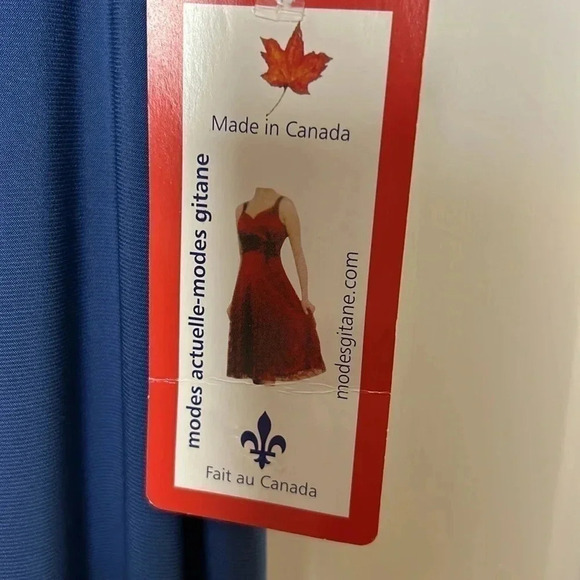 Made in Canada
modes actuelle-modes gitane
modesgitane.com
Fait au Canada